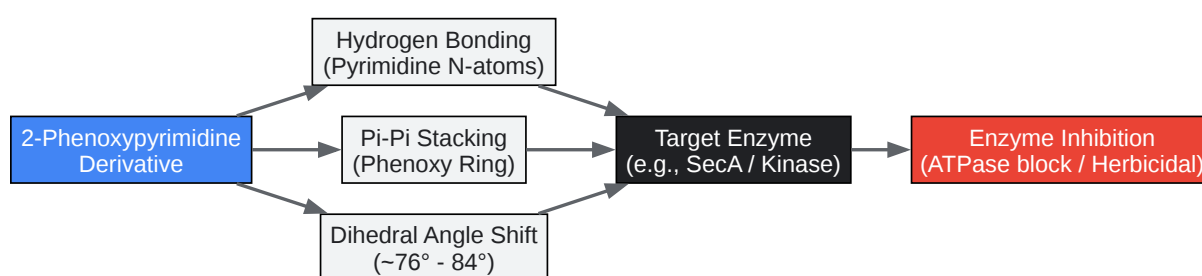 2-Phenoxypyrimidine
Derivative
Hydrogen Bonding
(Pyrimidine N-atoms)
Pi-Pi Stacking
(Phenoxy Ring)
Dihedral Angle Shift
(~76° - 84°)
Target Enzyme
(e.g., SecA / Kinase)
Enzyme Inhibition
(ATPase block / Herbicidal)